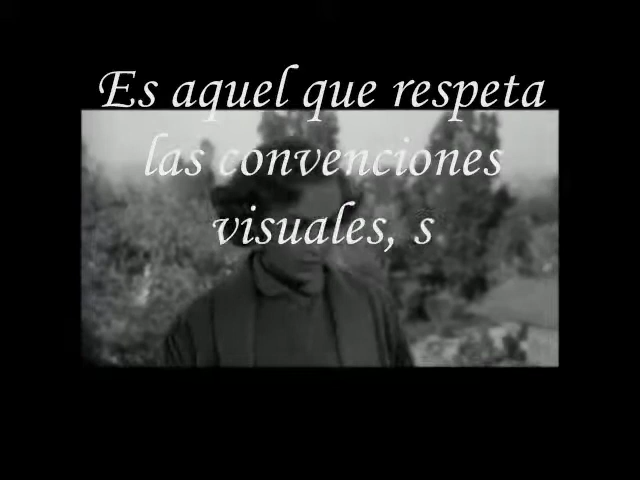 Es aquel que respeta
las convenciones
visuales, s